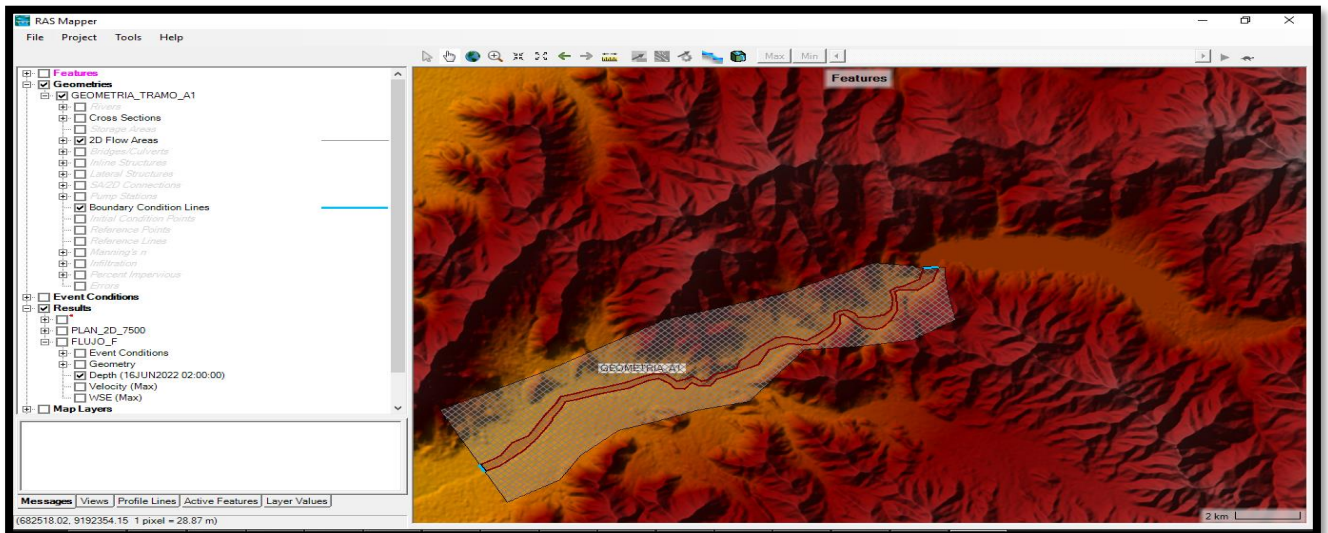 RAS Mapper
File Project Tools Help
Max Min
Features
Geometries
GEOMETRIA_TRAMO_A1
Rivers
Cross Sections
Storage Areas
2D Flow Areas
Bridges/Culverts
Inline Structures
Lateral Structures
SA/2D Connections
Pump Stations
Boundary Condition Lines
Initial Condition Points
Reference Points
Reference Lines
Manning's n
Infiltration
Percent Impervious
Errors
Event Conditions
Results
PLAN_2D_7500
FLUJO_F
Event Conditions
Geometry
Depth (16JUN2022 02:00:00)
Velocity (Max)
WSE (Max)
Map Layers
Messages Views Profile Lines Active Features Layer Values
(682518.02, 9192354.15 1 pixel = 28.87 m)
Features
GEOMETRIA_A1
2 km